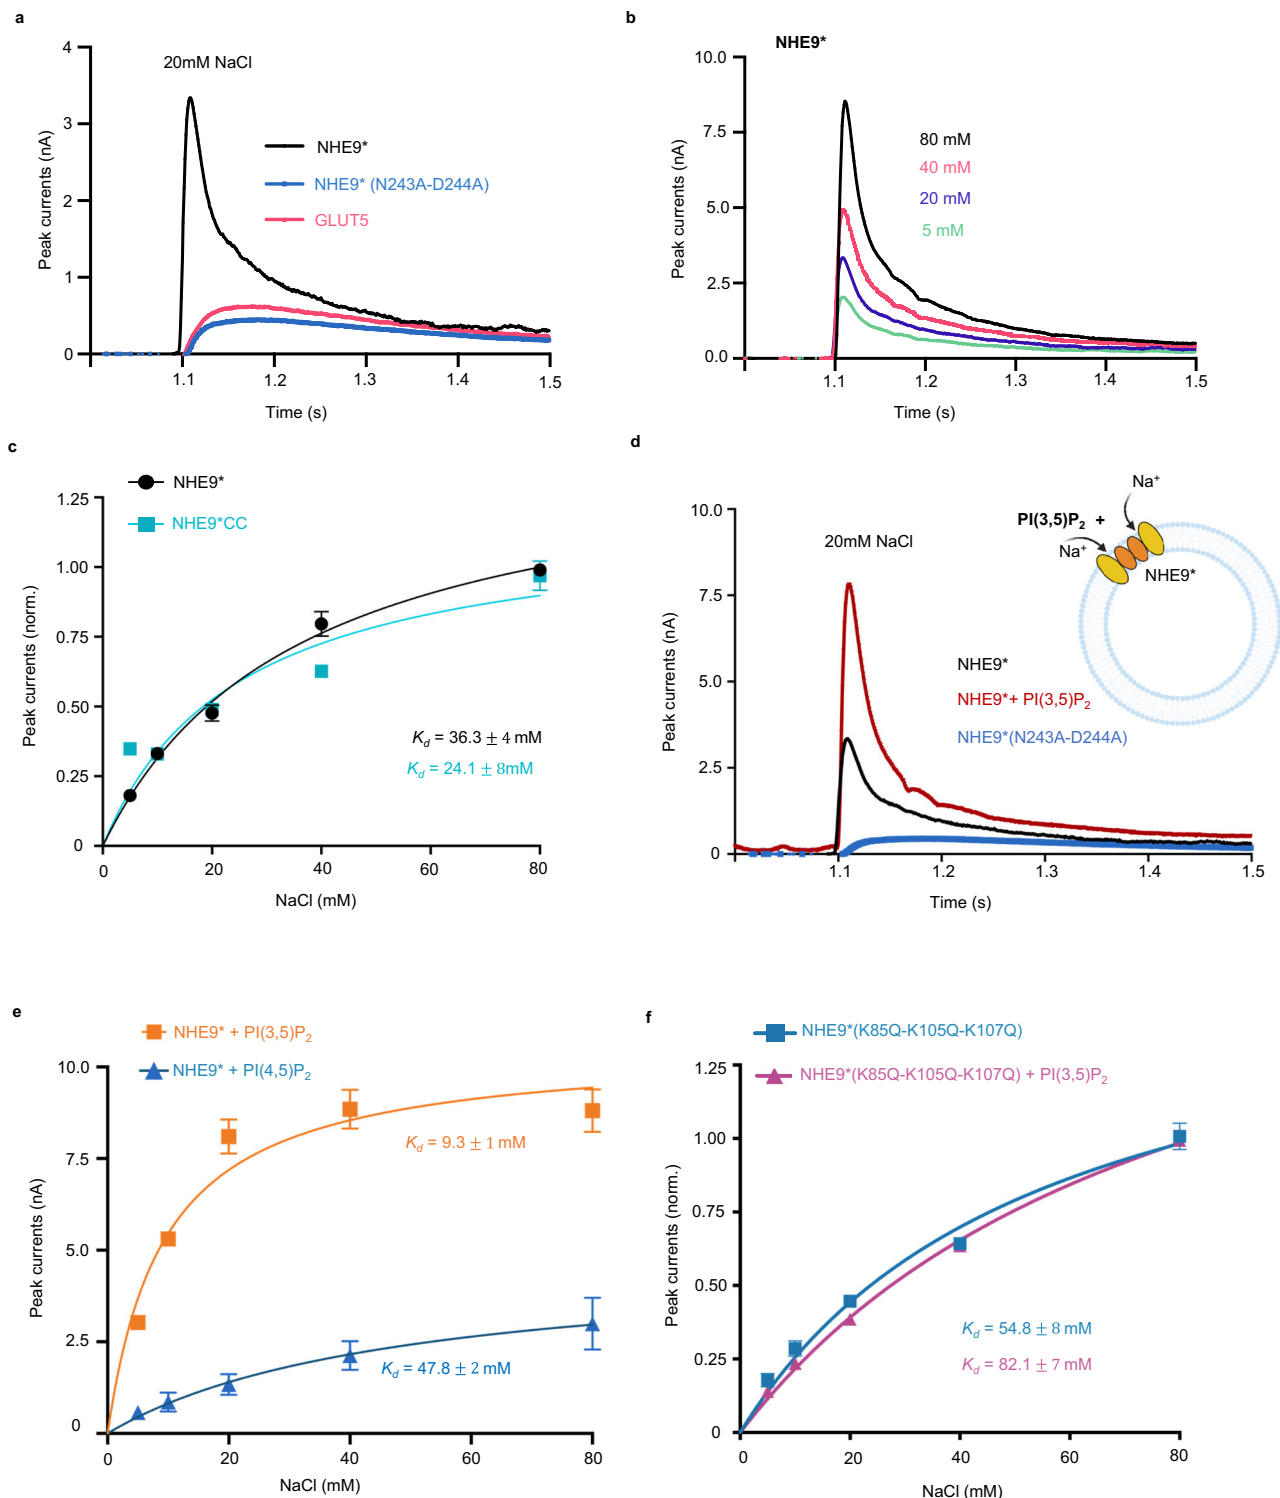 a
20mM NaCl
4
3
2
1
0
Peak currents (nA)
NHE9*
NHE9* (N243A-D244A)
GLUT5
1.1
1.2
1.3
1.4
1.5
Time (s)
b
NHE9*
10.0
7.5
5.0
2.5
0.0
Peak currents (nA)
80 mM
40 mM
20 mM
5 mM
1.1
1.2
1.3
1.4
1.5
Time (s)
c
NHE9*
NHE9*CC
1.25
1.00
0.75
0.50
0.25
0
Peak currents (norm.)
Kd = 36.3 ± 4 mM
Kd = 24.1 ± 8mM
0
20
40
60
80
NaCl (mM)
d
20mM NaCl
10.0
7.5
5.0
2.5
0
Peak currents (nA)
Na+
PI(3,5)P2 +
Na+
NHE9*
NHE9*
NHE9*+ PI(3,5)P2
NHE9*(N243A-D244A)
1.1
1.2
1.3
1.4
1.5
Time (s)
e
NHE9* + PI(3,5)P2
NHE9* + PI(4,5)P2
10.0
7.5
5.0
2.5
0
Peak currents (nA)
Kd = 9.3 ± 1 mM
Kd = 47.8 ± 2 mM
0
20
40
60
80
NaCl (mM)
f
NHE9*(K85Q-K105Q-K107Q)
NHE9*(K85Q-K105Q-K107Q) + PI(3,5)P2
1.25
1.00
0.75
0.50
0.25
0
Peak currents (norm.)
Kd = 54.8 ± 8 mM
Kd = 82.1 ± 7 mM
0
20
40
60
80
NaCl (mM)